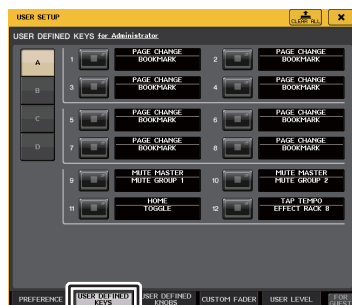 USER SETUP
CLEAR ALL
USER DEFINED KEYS for Administrator
A
B
C
D
1 PAGE CHANGE BOOKMARK
2 PAGE CHANGE BOOKMARK
3 PAGE CHANGE BOOKMARK
4 PAGE CHANGE BOOKMARK
5 PAGE CHANGE BOOKMARK
6 PAGE CHANGE BOOKMARK
7 PAGE CHANGE BOOKMARK
8 PAGE CHANGE BOOKMARK
9 MUTE MASTER MUTE GROUP 1
10 MUTE MASTER MUTE GROUP 2
11 HOME TOGGLE
12 TAP TEMPO EFFECT RACK 8
PREFERENCE
USER DEFINED KEYS
USER DEFINED KNOBS
CUSTOM FADER
USER LEVEL
FOR GUEST